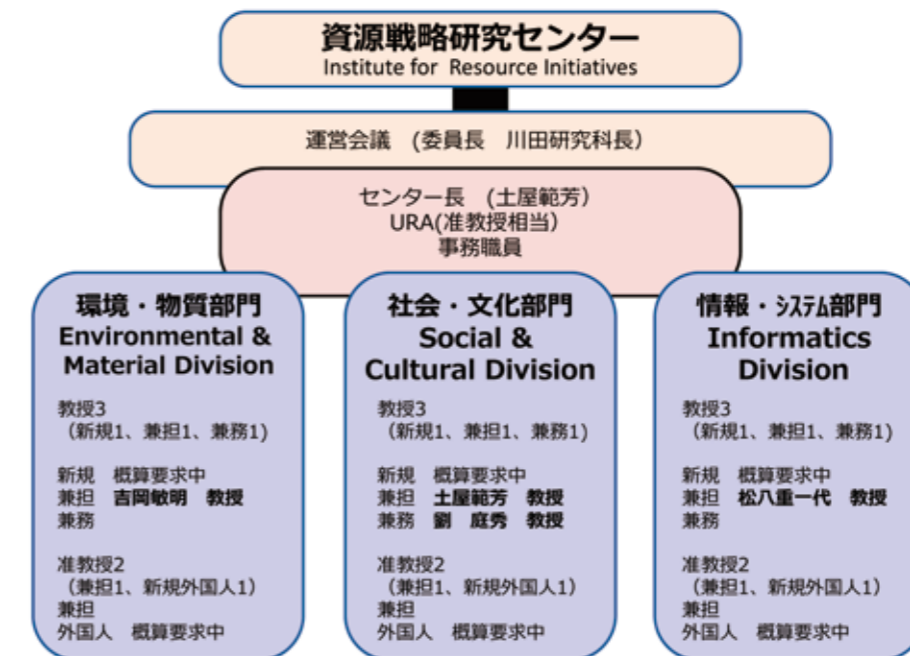 資源戦略研究センター
Institute for Resource Initiatives
運営会議　(委員長　川田研究科長)
センター長　(土屋範芳)
URA(准教授相当)
事務職員
環境・物質部門
Environmental &
Material Division
教授3
（新規1、兼担1、兼務1)
新規　概算要求中
兼担　吉岡敏明　教授
兼務
准教授2
（兼担1、新規外国人1)
兼担
外国人　概算要求中
社会・文化部門
Social &
Cultural Division
教授3
（新規1、兼担1、兼務1)
新規　概算要求中
兼担　土屋範芳　教授
兼務　劉　庭秀　教授
准教授2
（兼担1、新規外国人1)
兼担
外国人　概算要求中
情報・ｼｽﾃﾑ部門
Informatics
Division
教授3
（新規1、兼担1、兼務1)
新規　概算要求中
兼担　松八重一代　教授
兼務
准教授2
（兼担1、新規外国人1)
兼担
外国人　概算要求中